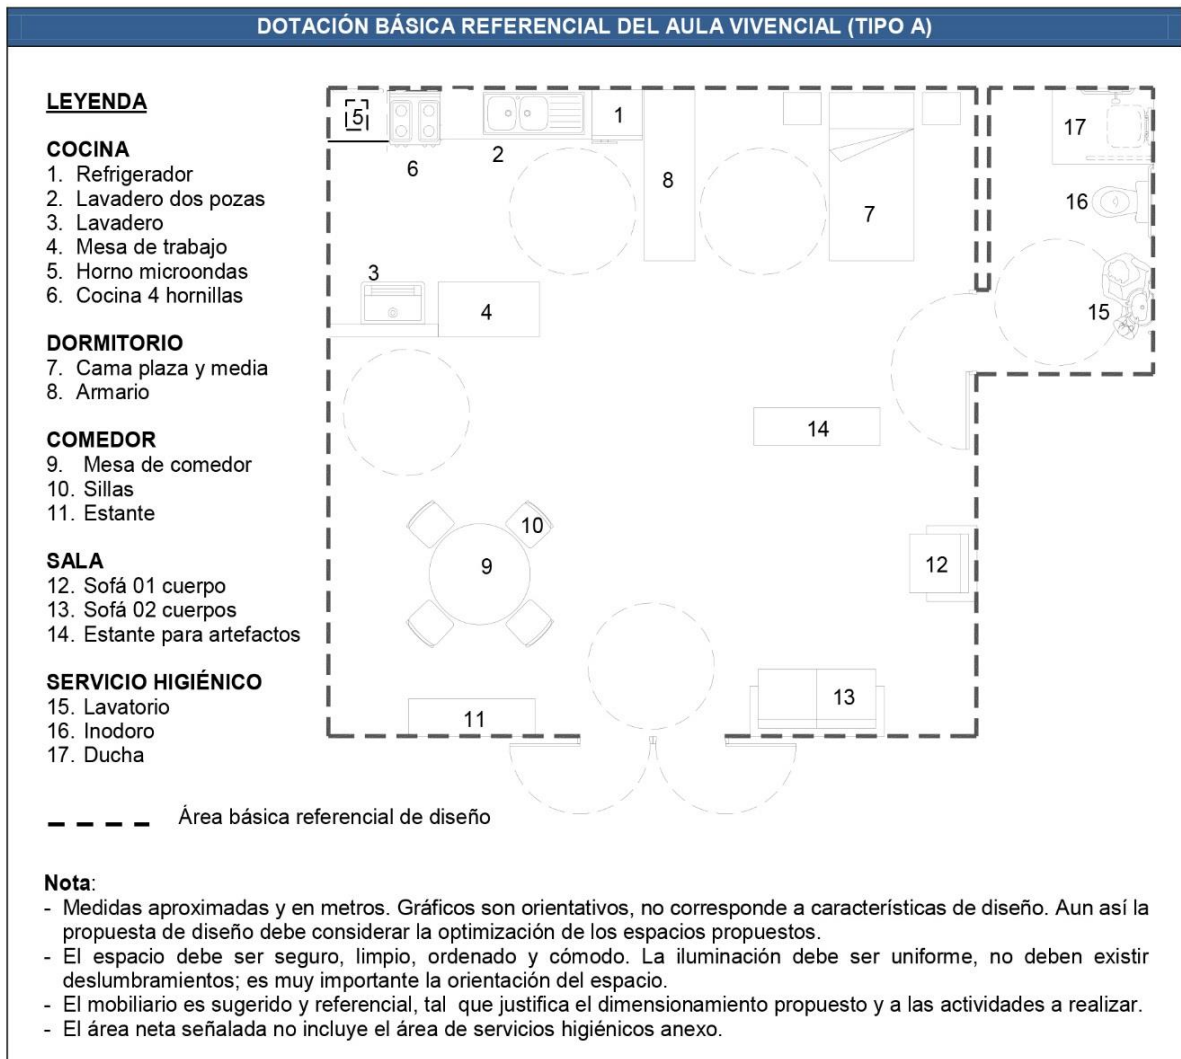 DOTACIÓN BÁSICA REFERENCIAL DEL AULA VIVENCIAL (TIPO A)
LEYENDA
COCINA
1. Refrigerador
2. Lavadero dos pozas
3. Lavadero
4. Mesa de trabajo
5. Horno microondas
6. Cocina 4 hornillas
DORMITORIO
7. Cama plaza y media
8. Armario
COMEDOR
9. Mesa de comedor
10. Sillas
11. Estante
SALA
12. Sofá 01 cuerpo
13. Sofá 02 cuerpos
14. Estante para artefactos
SERVICIO HIGIÉNICO
15. Lavatorio
16. Inodoro
17. Ducha
5
6
2
1
8
7
17
16
15
3
4
14
10
9
12
13
11
Área básica referencial de diseño
Nota:
- Medidas aproximadas y en metros. Gráficos son orientativos, no corresponde a características de diseño. Aun así la
propuesta de diseño debe considerar la optimización de los espacios propuestos.
- El espacio debe ser seguro, limpio, ordenado y cómodo. La iluminación debe ser uniforme, no deben existir
deslumbramientos; es muy importante la orientación del espacio.
- El mobiliario es sugerido y referencial, tal que justifica el dimensionamiento propuesto y a las actividades a realizar.
- El área neta señalada no incluye el área de servicios higiénicos anexo.